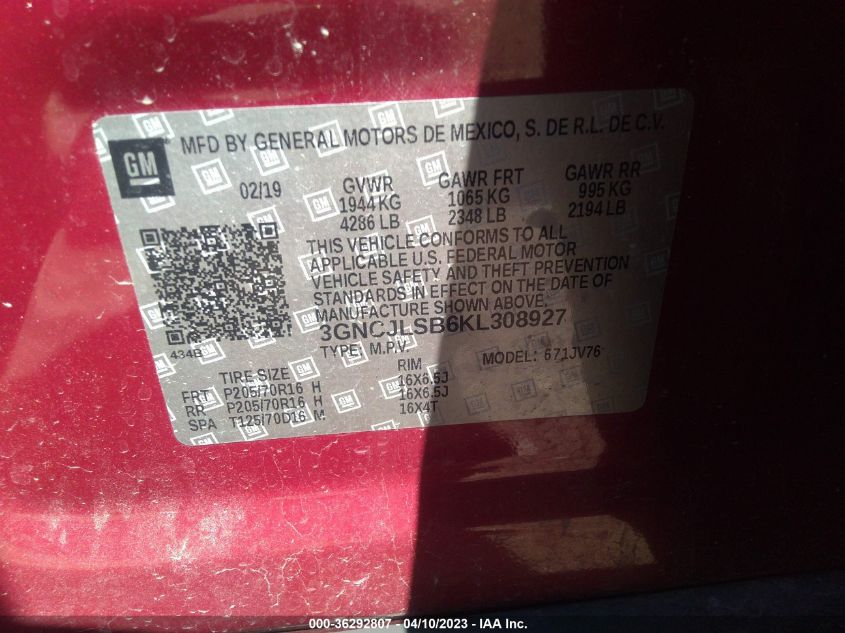 MFD BY GENERAL MOTORS DE MEXICO, S. DE R.L. DE C.V.
GM
02/19 GVWR GAWR FRT GAWR RR
1944 KG 1065 KG 995 KG
4286 LB 2348 LB 2194 LB
THIS VEHICLE CONFORMS TO ALL
APPLICABLE U.S. FEDERAL MOTOR
VEHICLE SAFETY AND THEFT PREVENTION
STANDARDS IN EFFECT ON THE DATE OF
MANUFACTURE SHOWN ABOVE.
3GNCJLSB6KL308927
434B TYPE: M.P.V. MODEL: 671JV76
TIRE SIZE RIM
FRT P205/70R16 H 16X6.5J
RR P205/70R16 H 16X6.5J
SPA T125/70D16 M 16X4T
000-36292807 - 04/10/2023 - IAA Inc.